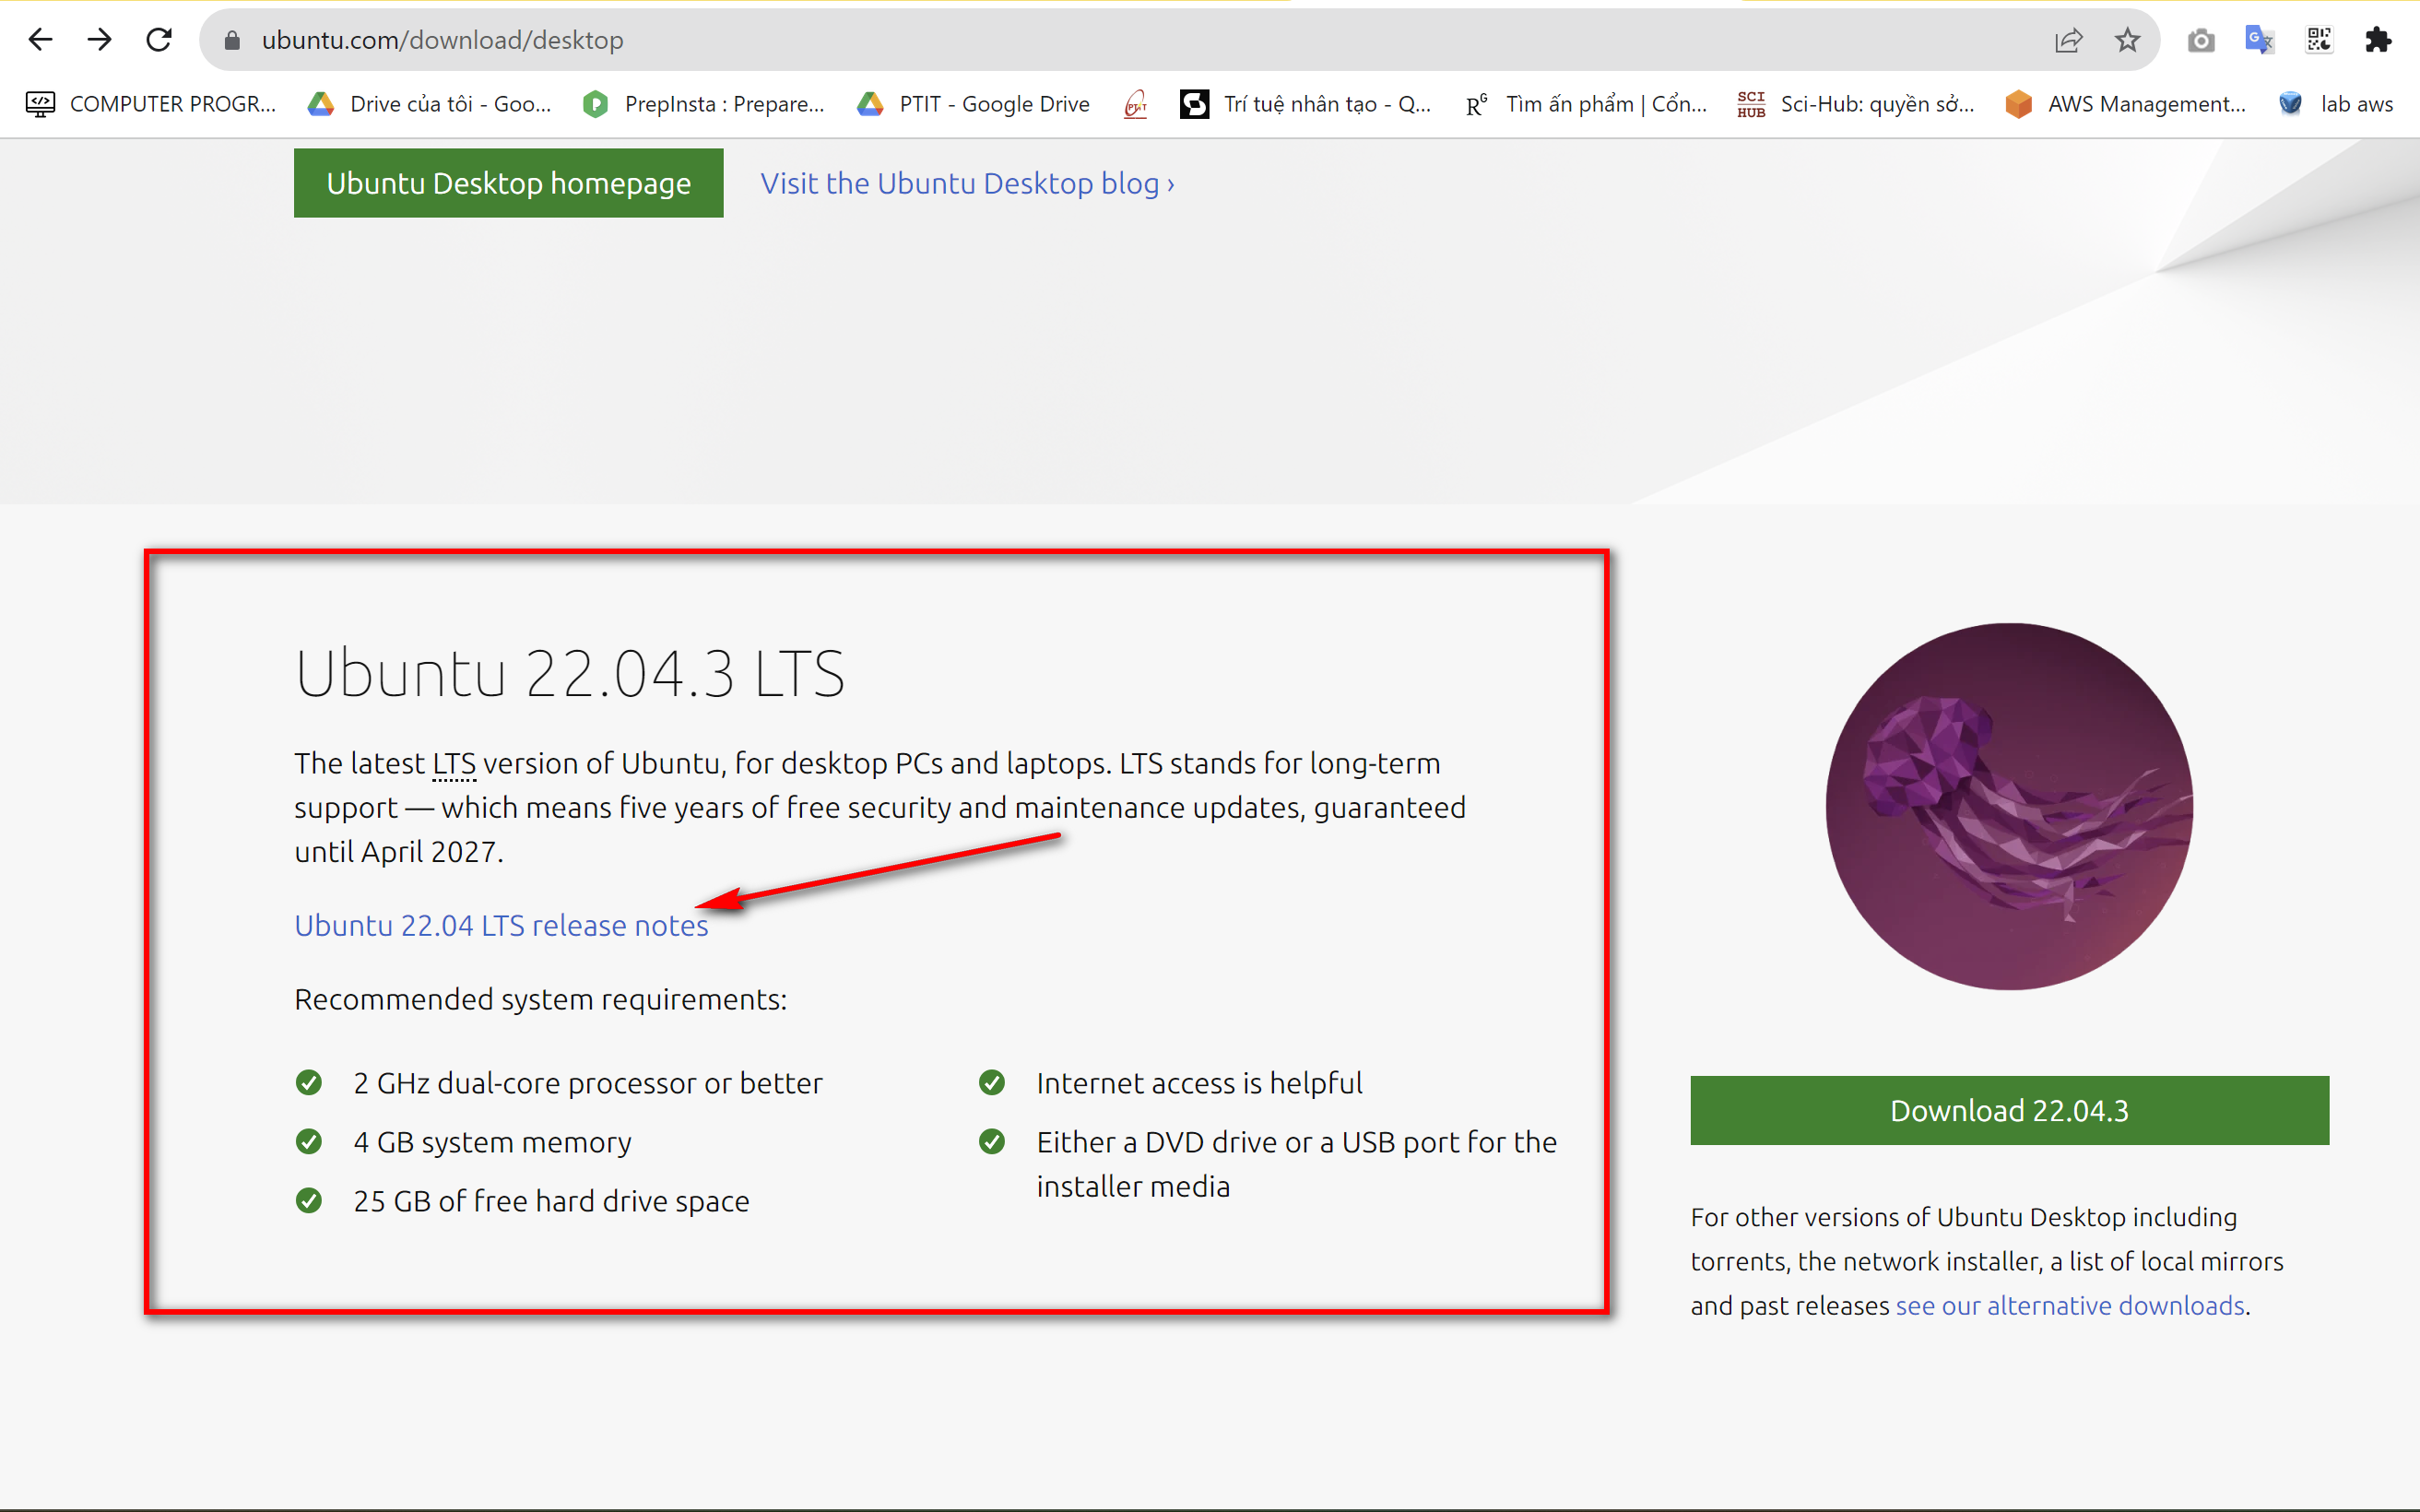 ubuntu.com/download/desktop
COMPUTER PROGR...
Drive của tôi - Goo...
PrepInsta : Prepare...
PTIT - Google Drive
PTIT
Trí tuệ nhân tạo - Q...
RG
Tìm ấn phẩm | Cổn...
SCI
HUB
Sci-Hub: quyền sở...
AWS Management...
lab aws
Ubuntu Desktop homepage
Visit the Ubuntu Desktop blog ›
Ubuntu 22.04.3 LTS
The latest LTS version of Ubuntu, for desktop PCs and laptops. LTS stands for long-term
support — which means five years of free security and maintenance updates, guaranteed
until April 2027.
Ubuntu 22.04 LTS release notes
Recommended system requirements:
2 GHz dual-core processor or better
4 GB system memory
25 GB of free hard drive space
Internet access is helpful
Either a DVD drive or a USB port for the
installer media
Download 22.04.3
For other versions of Ubuntu Desktop including
torrents, the network installer, a list of local mirrors
and past releases see our alternative downloads.